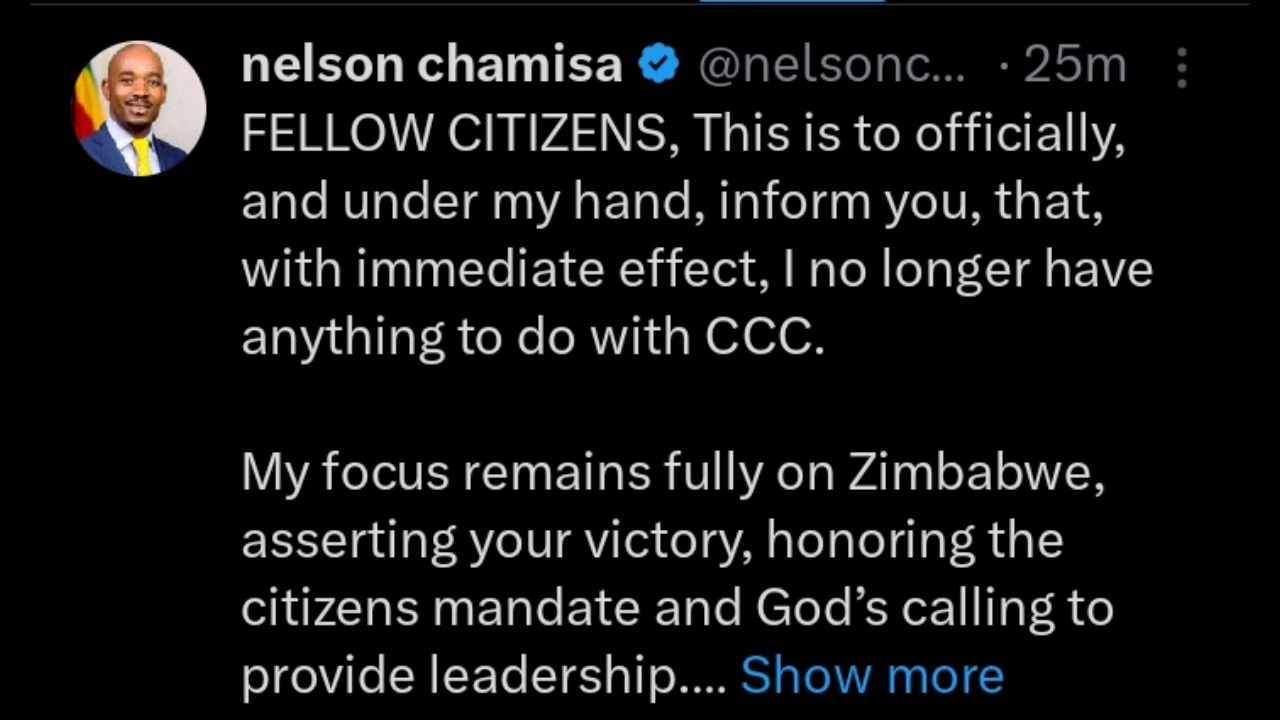 nelson chamisa @nelsonc... · 25m
FELLOW CITIZENS, This is to officially,
and under my hand, inform you, that,
with immediate effect, I no longer have
anything to do with CCC.
My focus remains fully on Zimbabwe,
asserting your victory, honoring the
citizens mandate and God’s calling to
provide leadership.... Show more